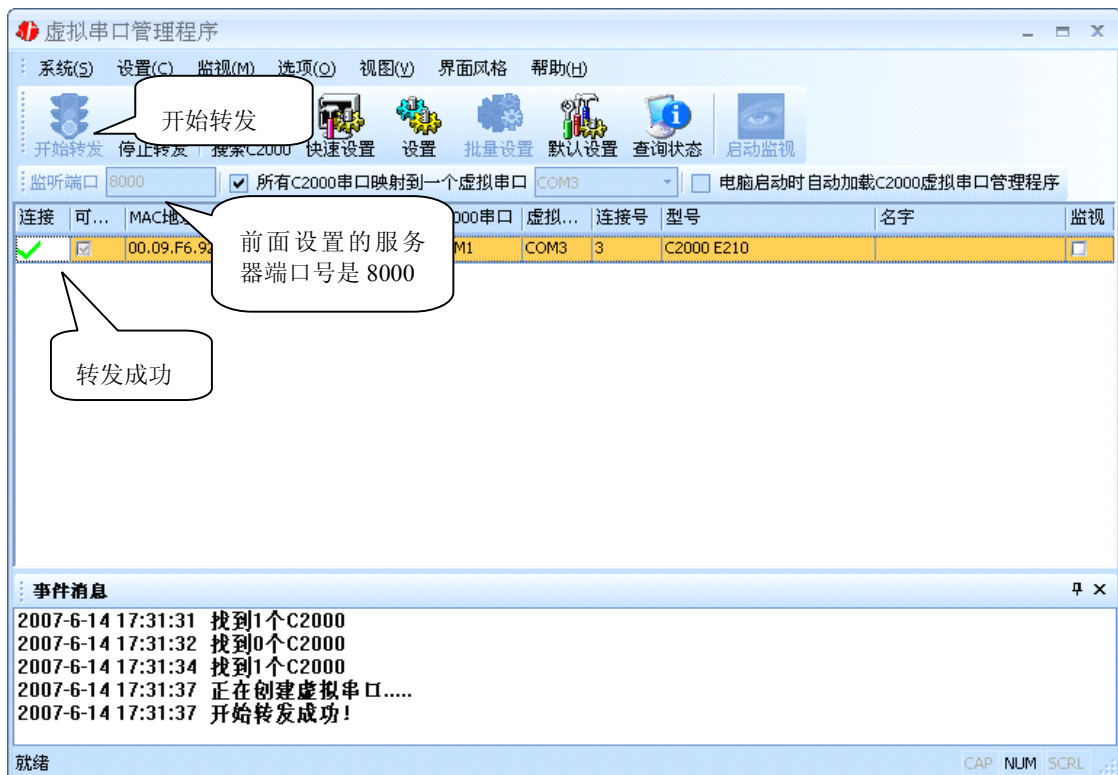 虚拟串口管理程序
系统(S) 设置(C) 监视(M) 选项(O) 视图(V) 界面风格 帮助(H)
开始转发
开始转发 停止转发 搜索C2000 快速设置 设置 批量设置 默认设置 查询状态 启动监视
监听端口 8000 所有C2000串口映射到一个虚拟串口 COM3 电脑启动时自动加载C2000虚拟串口管理程序
连接 可... MAC地 000串口 虚拟... 连接号 型号 名字 监视
00.09.F6.92 M1 COM3 3 C2000 E210
前面设置的服务
器端口号是 8000
转发成功
事件消息
2007-6-14 17:31:31 找到1个C2000
2007-6-14 17:31:32 找到0个C2000
2007-6-14 17:31:34 找到1个C2000
2007-6-14 17:31:37 正在创建虚拟串口.....
2007-6-14 17:31:37 开始转发成功!
就绪 CAP NUM SCRL